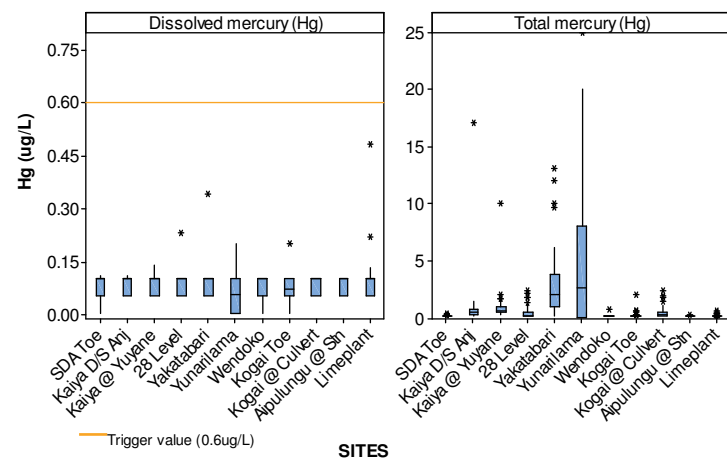 Dissolved mercury (Hg)
Total mercury (Hg)
Hg (ug/L)
0.75
0.60
0.45
0.30
0.15
0.00
25
20
15
10
5
0
SDA Toe
Kaiya D/S Anj
Kaiya @ Yuyane
28 Level
Yakatabari
Yunarilama
Wendoko
Kogai Toe
Kogai @ Culvert
Aipulungu @ Stn
Limeplant
SDA Toe
Kaiya D/S Anj
Kaiya @ Yuyane
28 Level
Yakatabari
Yunarilama
Wendoko
Kogai Toe
Kogai @ Culvert
Aipulungu @ Stn
Limeplant
Trigger value (0.6ug/L)
SITES